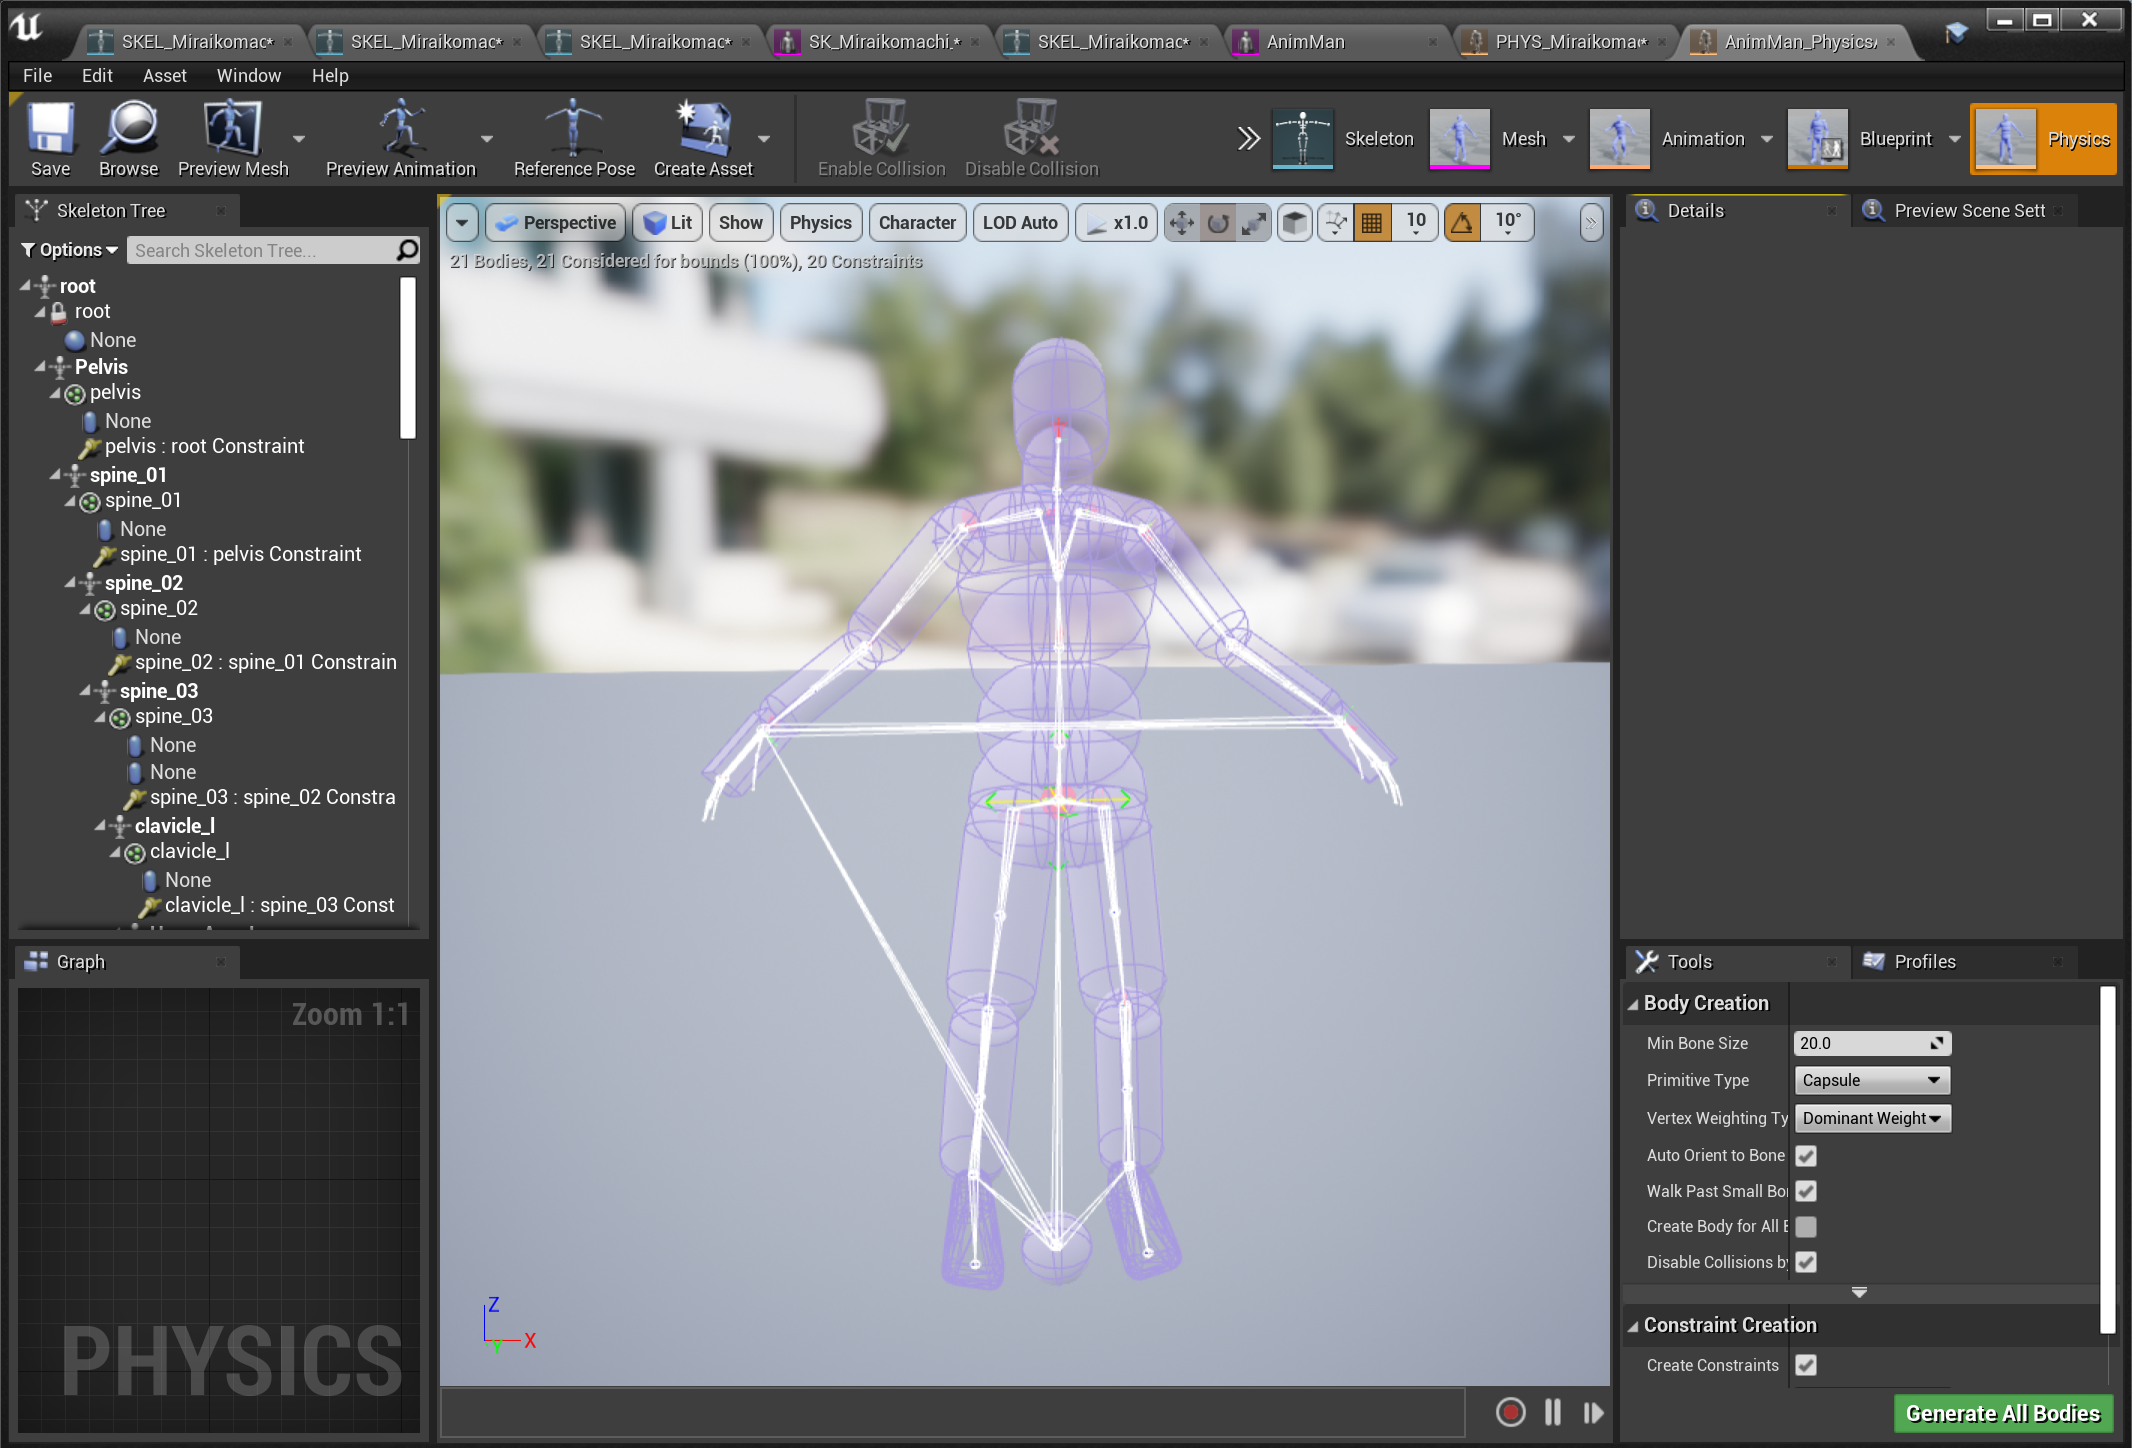 SKEL_Miraikomac*
SKEL_Miraikomac*
SKEL_Miraikomac*
SK_Miraikomachi_*
SKEL_Miraikomac*
AnimMan
PHYS_Miraikomac*
AnimMan_Physics
File Edit Asset Window Help
Save
Browse
Preview Mesh
Preview Animation
Reference Pose
Create Asset
Enable Collision
Disable Collision
Skeleton
Mesh
Animation
Blueprint
Physics
Skeleton Tree
Options
Search Skeleton Tree...
root
root
None
Pelvis
pelvis
None
pelvis : root Constraint
spine_01
spine_01
None
spine_01 : pelvis Constraint
spine_02
spine_02
None
spine_02 : spine_01 Constrain
spine_03
spine_03
None
None
spine_03 : spine_02 Constra
clavicle_l
clavicle_l
None
clavicle_l : spine_03 Const
Graph
Zoom 1:1
PHYSICS
Perspective
Lit
Show
Physics
Character
LOD Auto
x1.0
10
10°
21 Bodies, 21 Considered for bounds (100%), 20 Constraints
Z
Y
X
Details
Preview Scene Sett
Tools
Profiles
Body Creation
Min Bone Size 20.0
Primitive Type Capsule
Vertex Weighting Ty Dominant Weight
Auto Orient to Bone
Walk Past Small Bo
Create Body for All B
Disable Collisions by
Constraint Creation
Create Constraints
Generate All Bodies